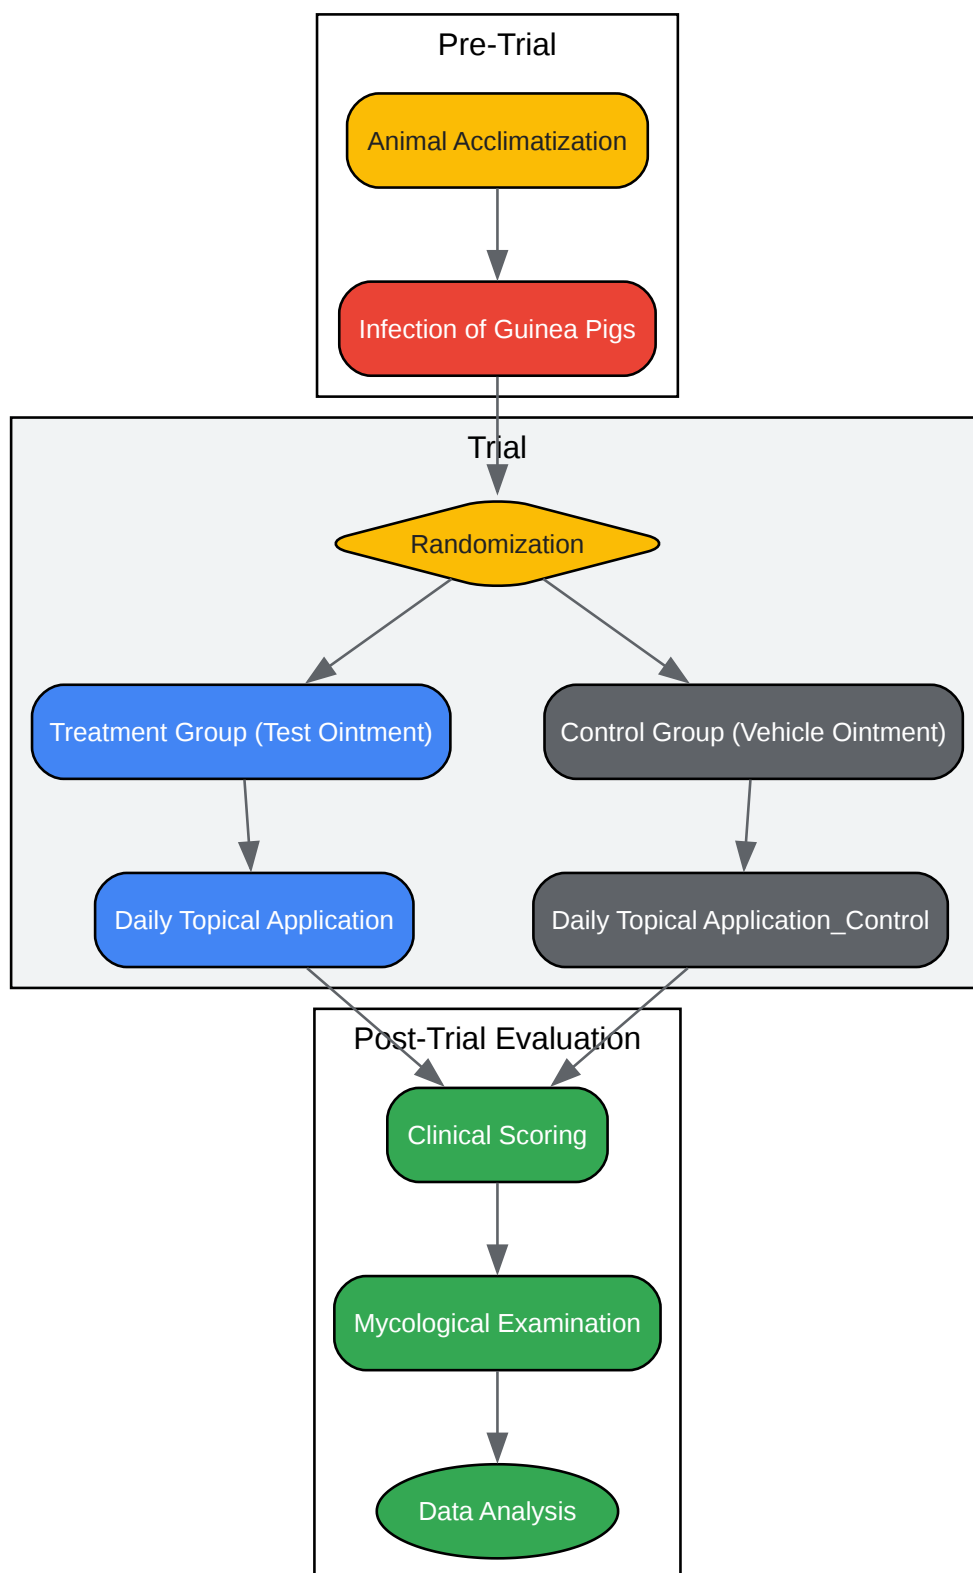 Pre-Trial
Animal Acclimatization
Infection of Guinea Pigs
Trial
Randomization
Treatment Group (Test Ointment)
Control Group (Vehicle Ointment)
Daily Topical Application
Daily Topical Application_Control
Post-Trial Evaluation
Clinical Scoring
Mycological Examination
Data Analysis